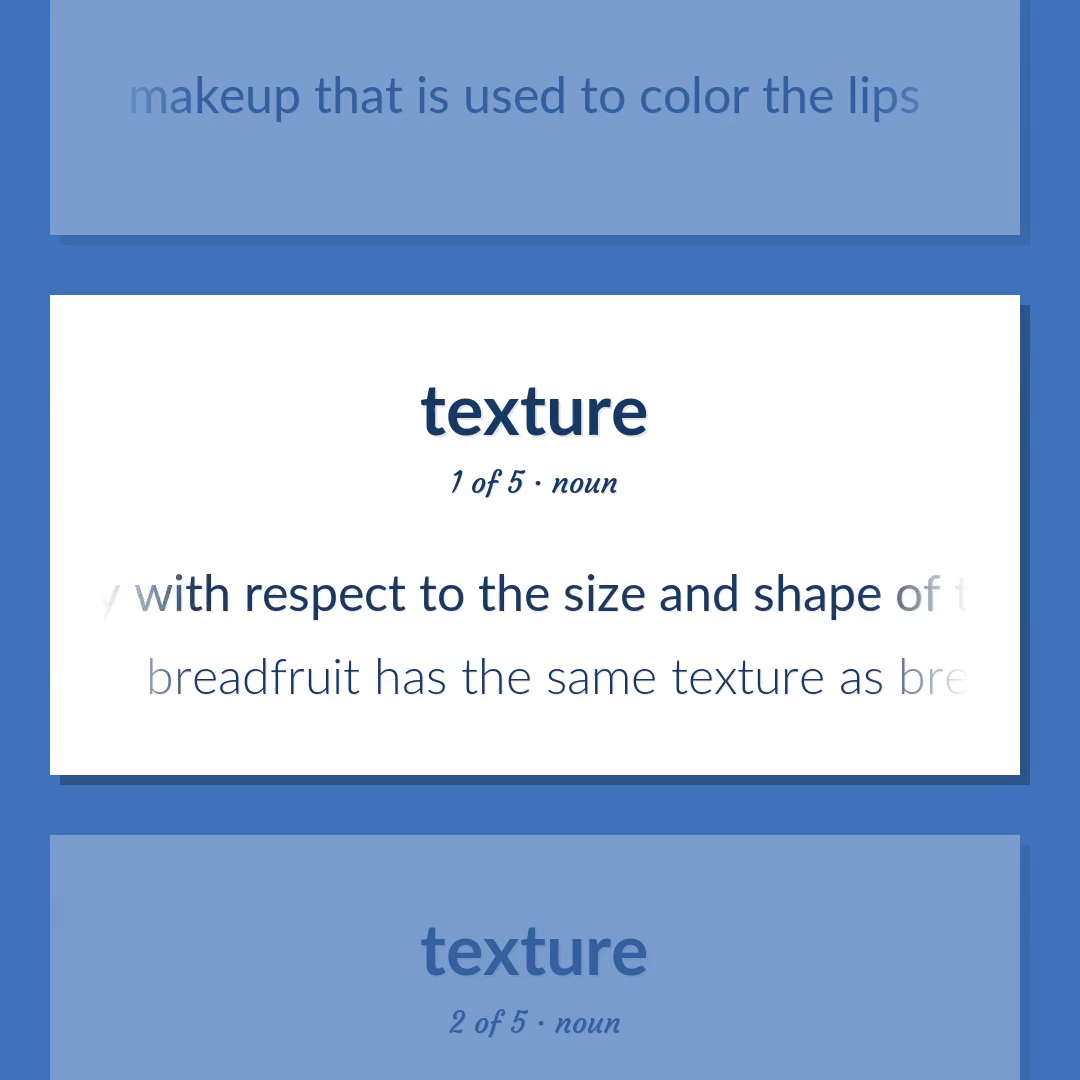 makeup that is used to color the lips
texture
1 of 5 · noun
y with respect to the size and shape of t
breadfruit has the same texture as bre
texture
2 of 5 · noun